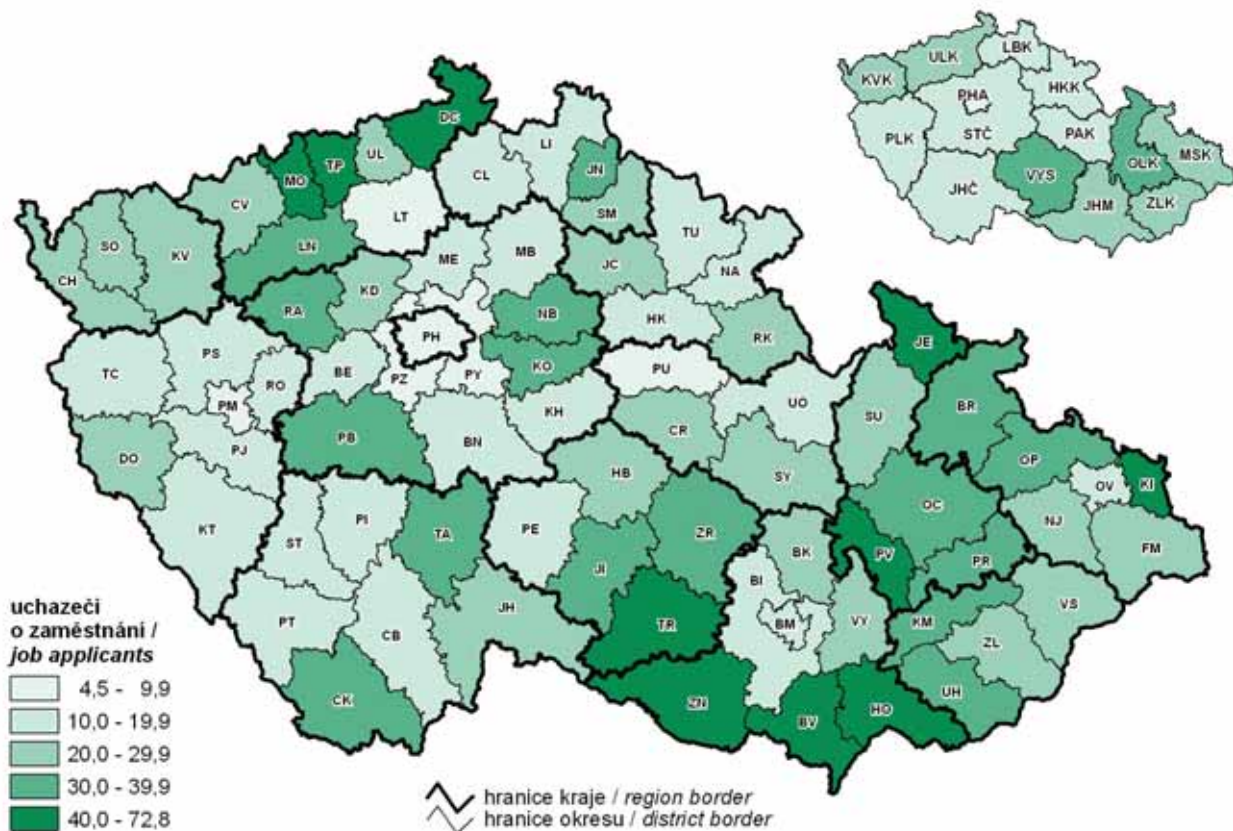 LBK
ULK
KVK
HKK
PHA
STČ
PAK
PLK
MSK
OLK
VYS
JHČ
ZLK
JHM
DC
LI
TP
UL
JN
MO
CL
CV
LT
SM
TU
SO
KV
LN
ME
MB
JC
NA
CH
KD
RA
NB
HK
RK
PH
JE
PS
TC
RO
BE
PZ
PY
KO
PU
PM
KH
UO
SU
BR
PB
BN
CR
DO
PJ
HB
SY
OP
KI
OV
OC
NJ
KT
ST
PI
TA
PE
ZR
BK
PV
PR
FM
JI
BI
VS
PT
CB
JH
TR
BM
VY
KM
ZL
CK
ZN
BV
HO
UH
uchazeči
o zaměstnání /
job applicants
4,5 - 9,9
10,0 - 19,9
20,0 - 29,9
30,0 - 39,9
40,0 - 72,8
hranice kraje / region border
hranice okresu / district border